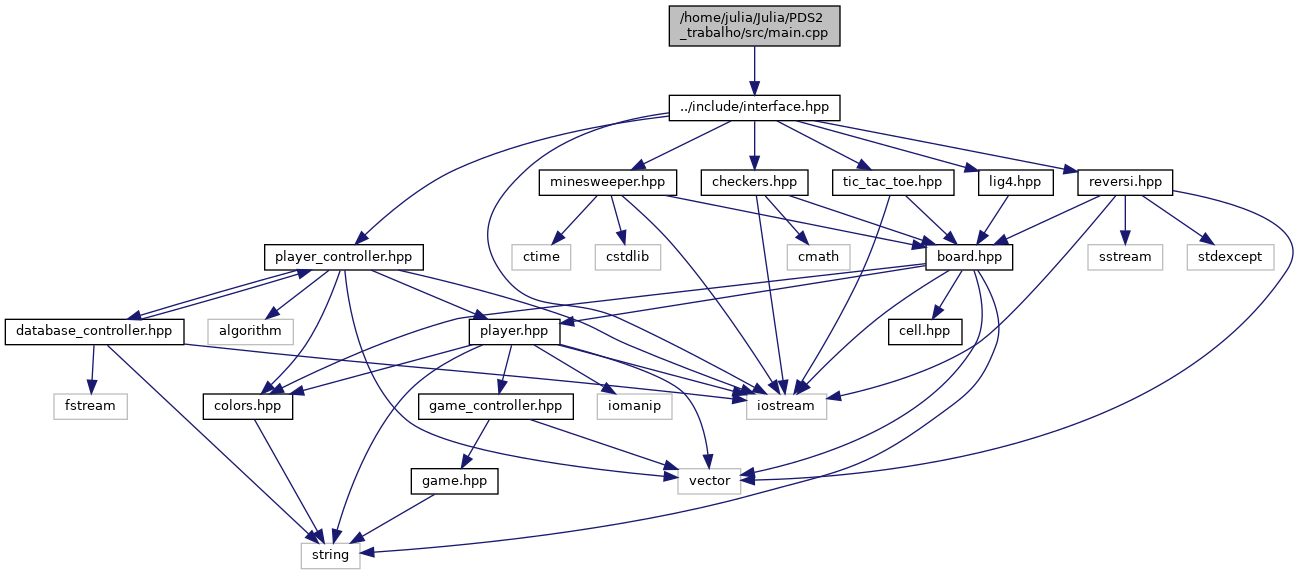 /home/julia/Julia/PDS2
_trabalho/src/main.cpp
../include/interface.hpp
minesweeper.hpp
checkers.hpp
tic_tac_toe.hpp
lig4.hpp
reversi.hpp
player_controller.hpp
ctime
cstdlib
cmath
board.hpp
sstream
stdexcept
database_controller.hpp
algorithm
player.hpp
cell.hpp
fstream
colors.hpp
game_controller.hpp
iomanip
iostream
game.hpp
vector
string